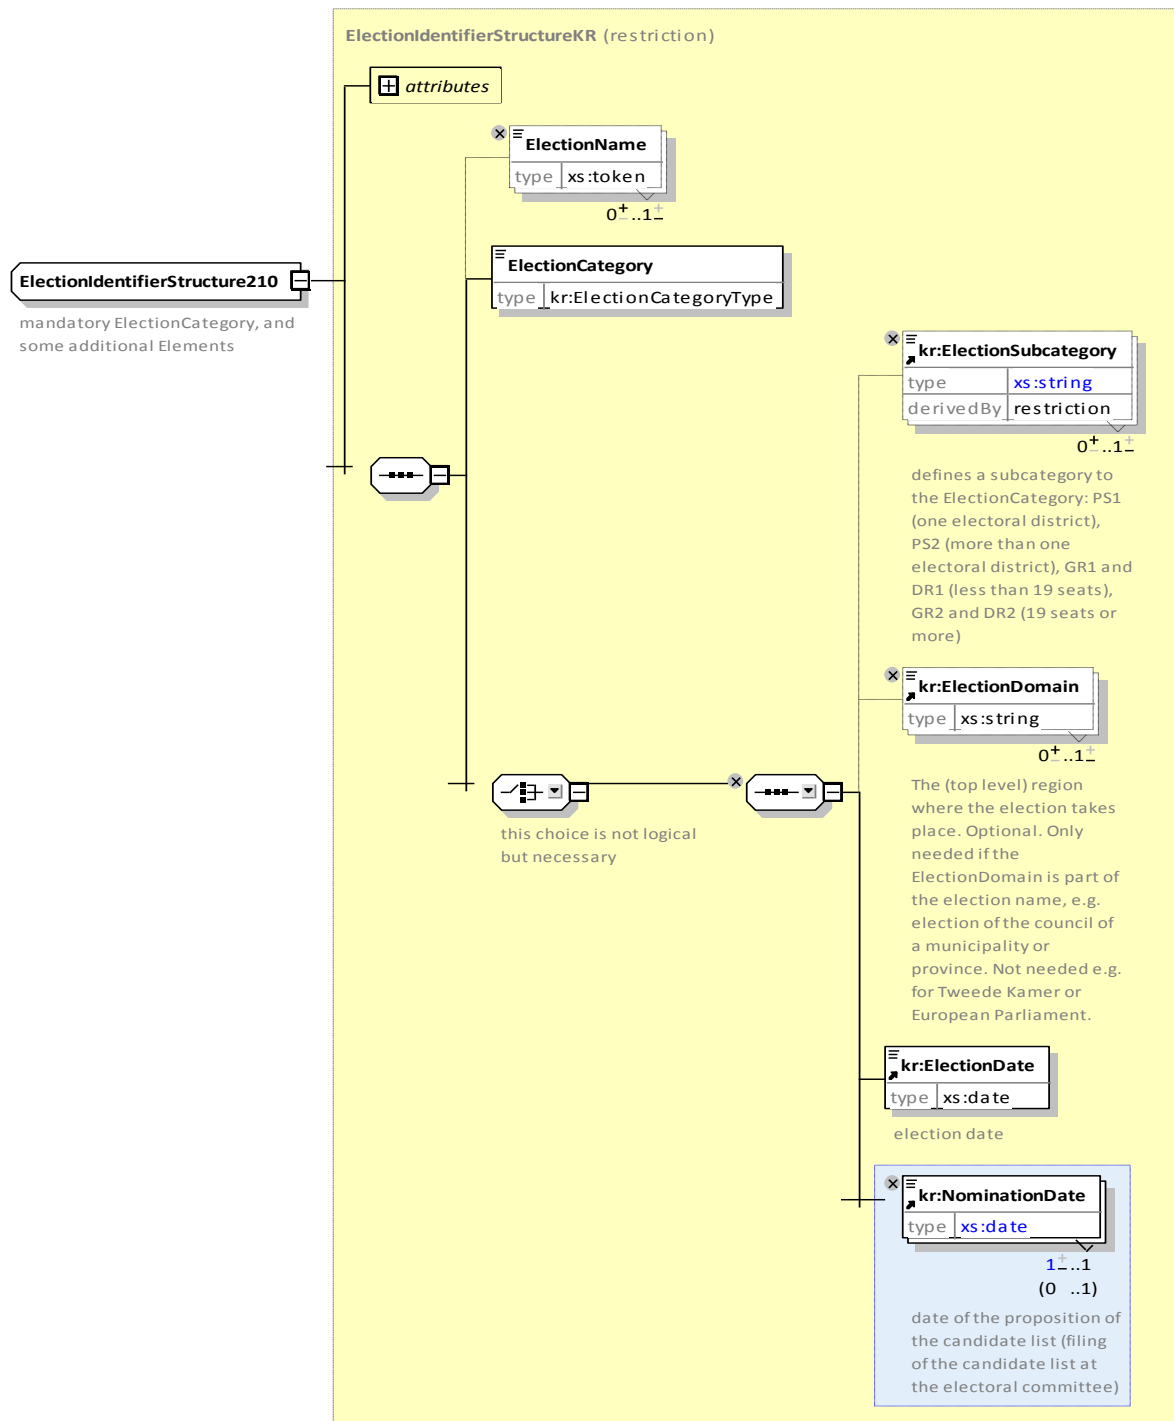 ElectionIdentifierStructureKR (restriction)
attributes
ElectionName
type xs:token
0..1
ElectionIdentifierStructure210
mandatory ElectionCategory, and
some additional Elements
ElectionCategory
type kr:ElectionCategoryType
kr:ElectionSubcategory
type xs:string
derivedBy restriction
0..1
defines a subcategory to
the ElectionCategory: PS1
(one electoral district),
PS2 (more than one
electoral district), GR1 and
DR1 (less than 19 seats),
GR2 and DR2 (19 seats or
more)
kr:ElectionDomain
type xs:string
0..1
The (top level) region
where the election takes
place. Optional. Only
needed if the
ElectionDomain is part of
the election name, e.g.
election of the council of
a municipality or
province. Not needed e.g.
for Tweede Kamer or
European Parliament.
this choice is not logical
but necessary
kr:ElectionDate
type xs:date
election date
kr:NominationDate
type xs:date
1..1
(0 ..1)
date of the proposition of
the candidate list (filing
of the candidate list at
the electoral committee)